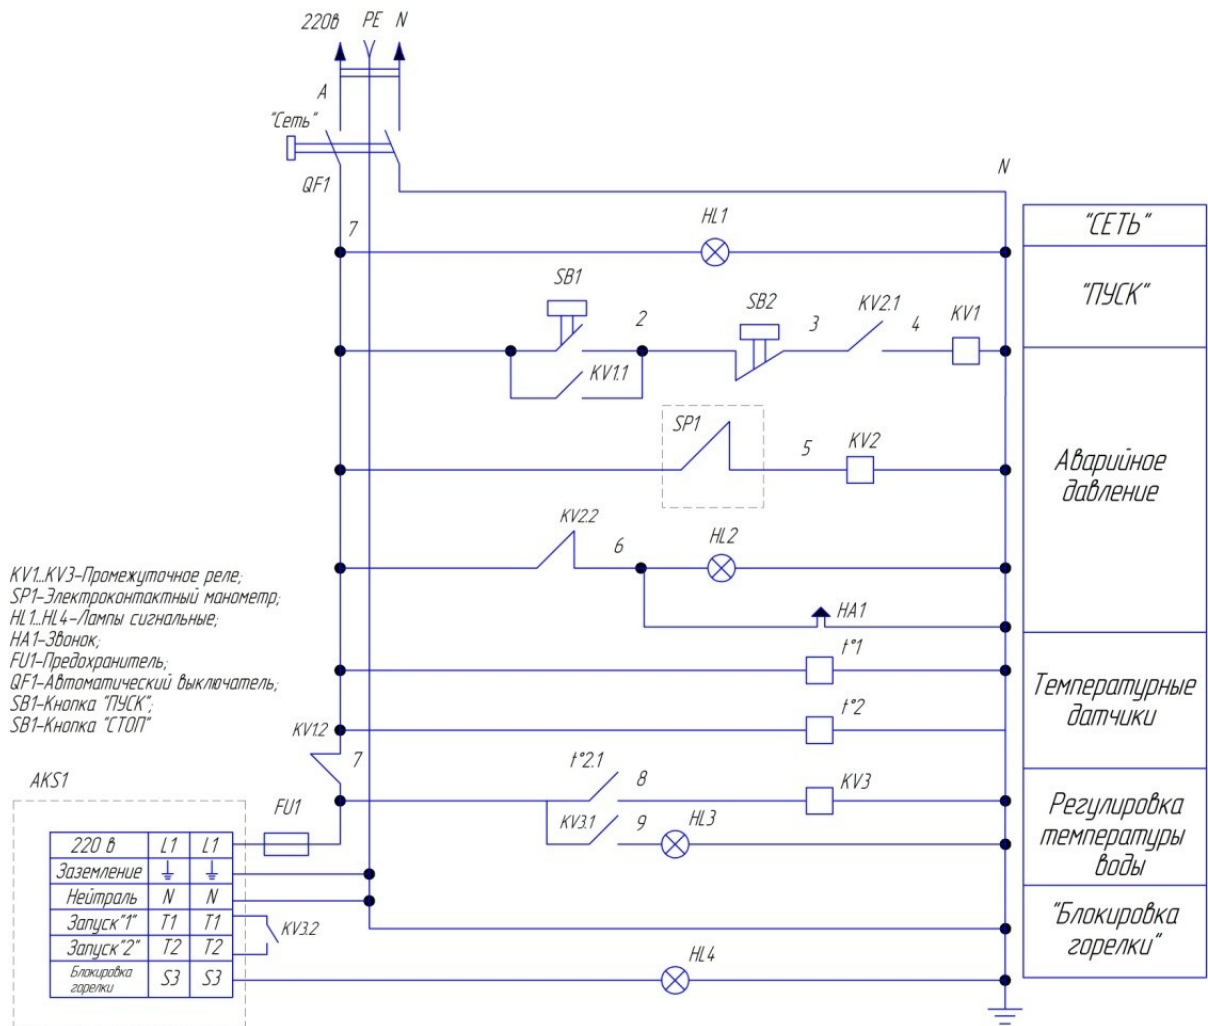 220в PE N
A
"Сеть"
QF1
N
7
HL1
"СЕТЬ"
SB1
2
SB2
3
KV2.1
4
KV1
"ПУСК"
KV1.1
SP1
5
KV2
Аварийное
давление
KV2.2
6
HL2
HA1
KV1...KV3-Промежуточное реле;
SP1-Электроконтактный манометр;
HL1...HL4-Лампы сигнальные;
HA1-Звонок;
FU1-Предохранитель;
QF1-Автоматический выключатель;
SB1-Кнопка "ПУСК";
SB1-Кнопка "СТОП"
t°1
t°2
Температурные
датчики
KV1.2
7
t°2.1
8
KV3
KV3.1
9
HL3
Регулировка
температуры
воды
AKS1
FU1
220 в L1 L1
Заземление
Нейтраль N N
Запуск"1" T1 T1
Запуск"2" T2 T2
Блокировка
горелки S3 S3
KV3.2
HL4
"Блокировка
горелки"